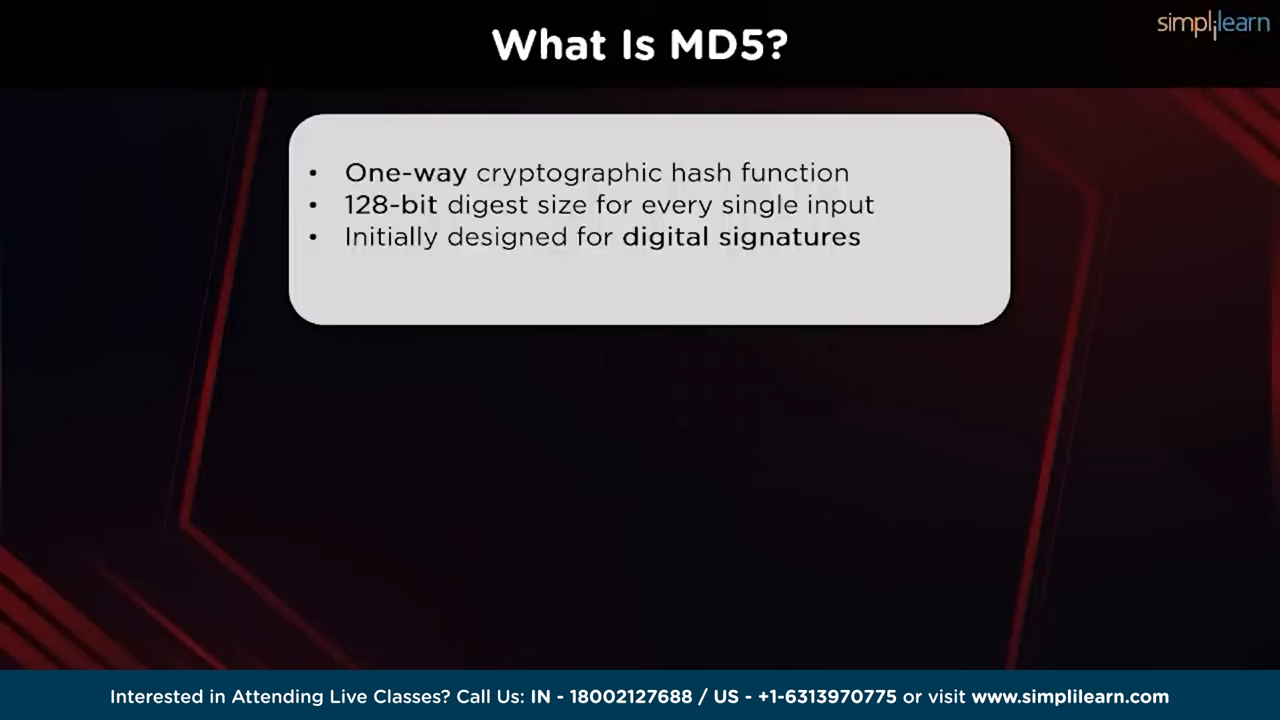 What Is MD5?
simplilearn
• One-way cryptographic hash function
• 128-bit digest size for every single input
• Initially designed for digital signatures
Interested in Attending Live Classes? Call Us: IN - 18002127688 / US - +1-6313970775 or visit www.simplilearn.com